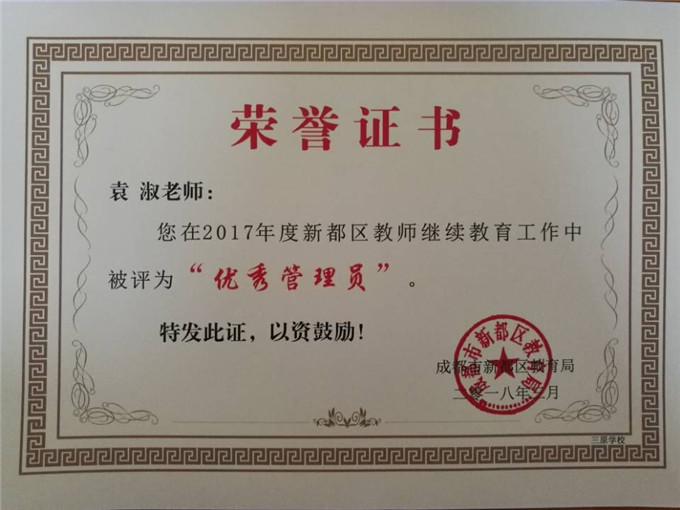 荣誉证书
袁 淑老师：
您在2017年度新都区教师继续教育工作中
被评为“优秀管理员”。
特发此证，以资鼓励！
成都市新都区教育局
二〇一八年二月
三原学校